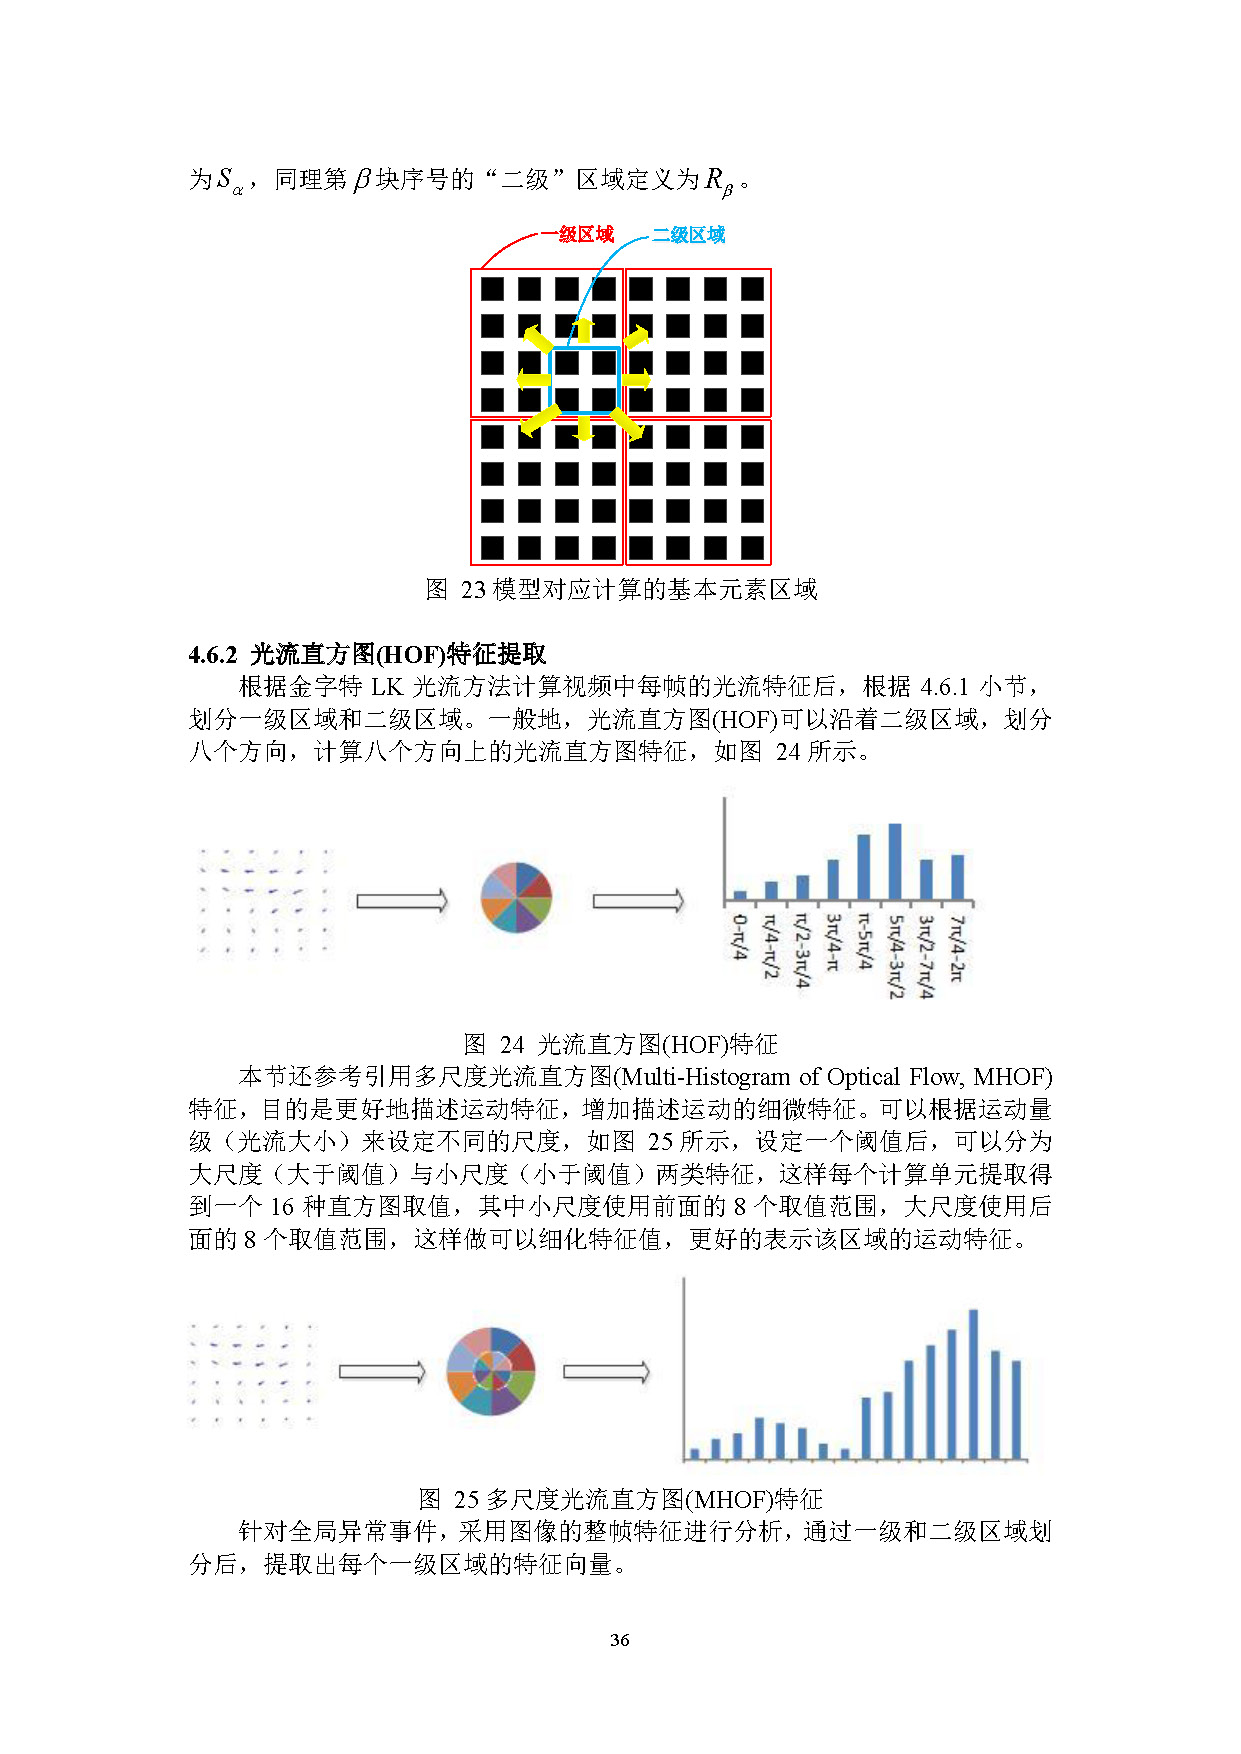 为Sα，同理第β块序号的“二级”区域定义为Rβ。
一级区域 二级区域
图 23 模型对应计算的基本元素区域
4.6.2 光流直方图(HOF)特征提取
根据金字特 LK 光流方法计算视频中每帧的光流特征后，根据 4.6.1 小节，
划分一级区域和二级区域。一般地，光流直方图(HOF)可以沿着二级区域，划分
八个方向，计算八个方向上的光流直方图特征，如图 24 所示。
0-π/4
π/4-π/2
π/2-3π/4
3π/4-π
π-5π/4
5π/4-3π/2
3π/2-7π/4
7π/4-2π
图 24 光流直方图(HOF)特征
本节还参考引用多尺度光流直方图(Multi-Histogram of Optical Flow, MHOF)
特征，目的是更好地描述运动特征，增加描述运动的细微特征。可以根据运动量
级（光流大小）来设定不同的尺度，如图 25 所示，设定一个阈值后，可以分为
大尺度（大于阈值）与小尺度（小于阈值）两类特征，这样每个计算单元提取得
到一个 16 种直方图取值，其中小尺度使用前面的 8 个取值范围，大尺度使用后
面的 8 个取值范围，这样做可以细化特征值，更好的表示该区域的运动特征。
图 25 多尺度光流直方图(MHOF)特征
针对全局异常事件，采用图像的整帧特征进行分析，通过一级和二级区域划
分后，提取出每个一级区域的特征向量。
36